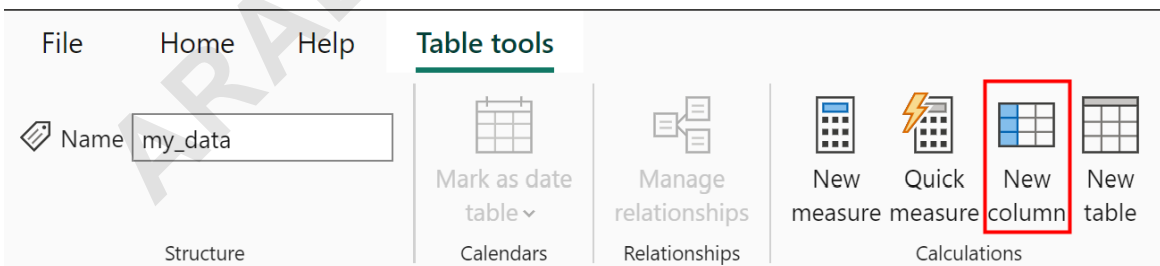 File Home Help Table tools
Name my_data
Mark as date table
Manage relationships
New measure
Quick measure
New column
New table
Structure Calendars Relationships Calculations